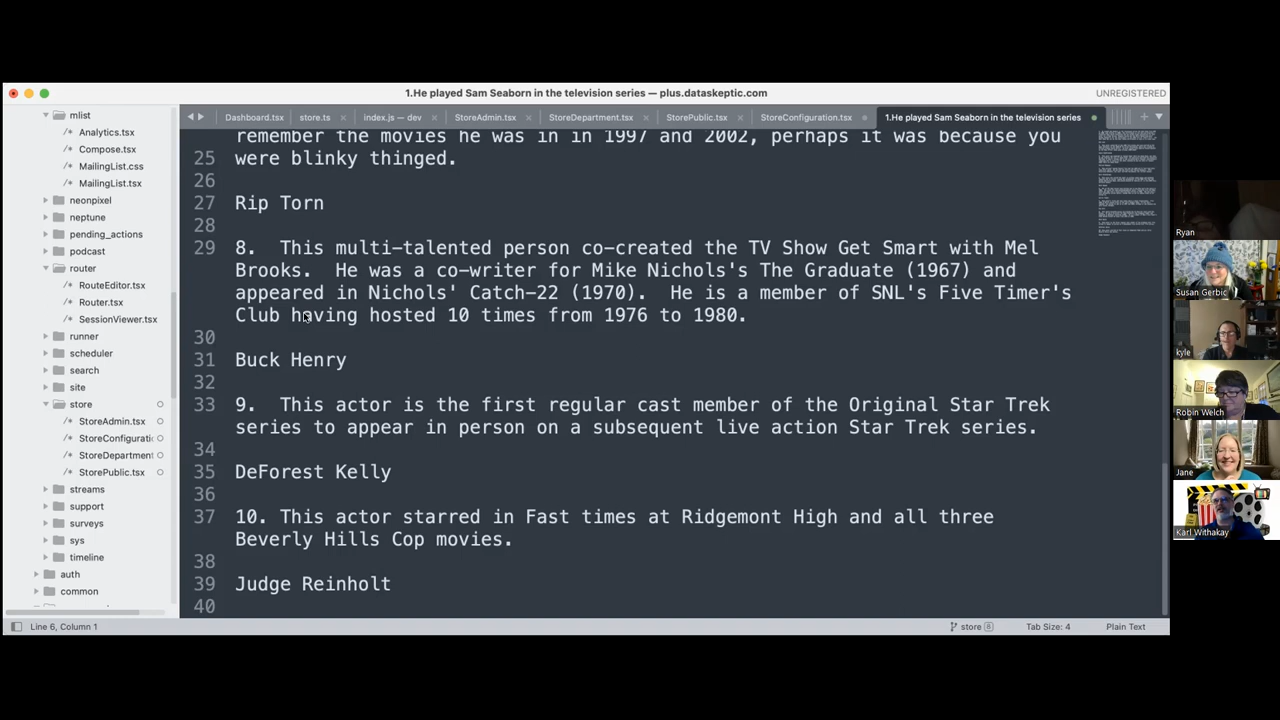 1.He played Sam Seaborn in the television series — plus.dataskeptic.com
UNREGISTERED
Dashboard.tsx
store.ts
index.js — dev
StoreAdmin.tsx
StoreDepartment.tsx
StorePublic.tsx
StoreConfiguration.tsx
1.He played Sam Seaborn in the television series
mlist
Analytics.tsx
Compose.tsx
MailingList.css
MailingList.tsx
neonpixel
neptune
pending_actions
podcast
router
RouteEditor.tsx
Router.tsx
SessionViewer.tsx
runner
scheduler
search
site
store
StoreAdmin.tsx
StoreConfigurati
StoreDepartment
StorePublic.tsx
streams
support
surveys
sys
timeline
auth
common
remember the movies he was in in 1997 and 2002, perhaps it was because you
25 were blinky thinged.
26
27 Rip Torn
28
29 8. This multi-talented person co-created the TV Show Get Smart with Mel
Brooks. He was a co-writer for Mike Nichols's The Graduate (1967) and
appeared in Nichols' Catch-22 (1970). He is a member of SNL's Five Timer's
Club having hosted 10 times from 1976 to 1980.
30
31 Buck Henry
32
33 9. This actor is the first regular cast member of the Original Star Trek
series to appear in person on a subsequent live action Star Trek series.
34
35 DeForest Kelly
36
37 10. This actor starred in Fast times at Ridgemont High and all three
Beverly Hills Cop movies.
38
39 Judge Reinholt
40
Line 6, Column 1
store 8
Tab Size: 4
Plain Text
Ryan
Susan Gerbic
kyle
Robin Welch
Jane
Karl Withakay